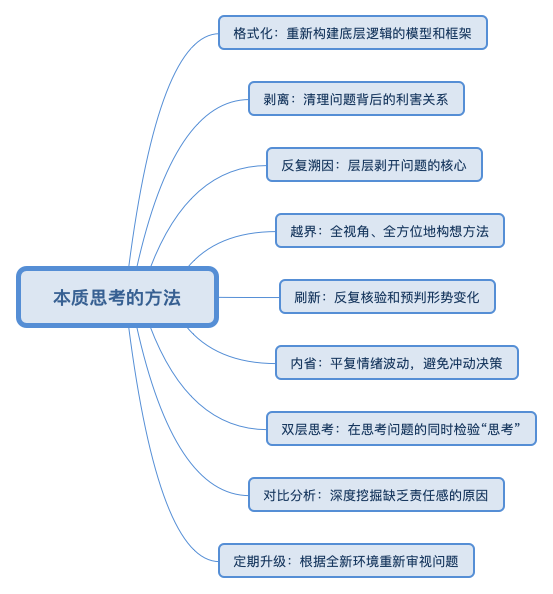 格式化：重新构建底层逻辑的模型和框架
剥离：清理问题背后的利害关系
反复溯因：层层剥开问题的核心
越界：全视角、全方位地构想方法
本质思考的方法
刷新：反复核验和预判形势变化
内省：平复情绪波动，避免冲动决策
双层思考：在思考问题的同时检验“思考”
对比分析：深度挖掘缺乏责任感的原因
定期升级：根据全新环境重新审视问题